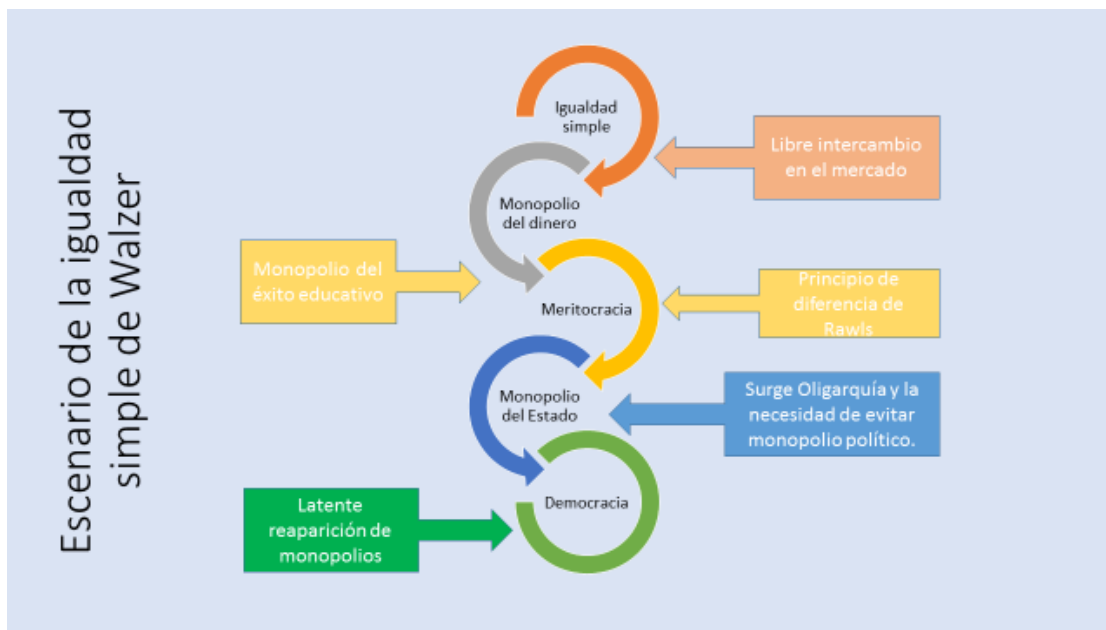 Escenario de la igualdad
simple de Walzer
Igualdad
simple
Libre intercambio
en el mercado
Monopolio
del dinero
Monopolio del
éxito educativo
Meritocracia
Principio de
diferencia de
Rawls
Monopolio
del Estado
Surge Oligarquía y la
necesidad de evitar
monopolio político.
Democracia
Latente
reaparición de
monopolios